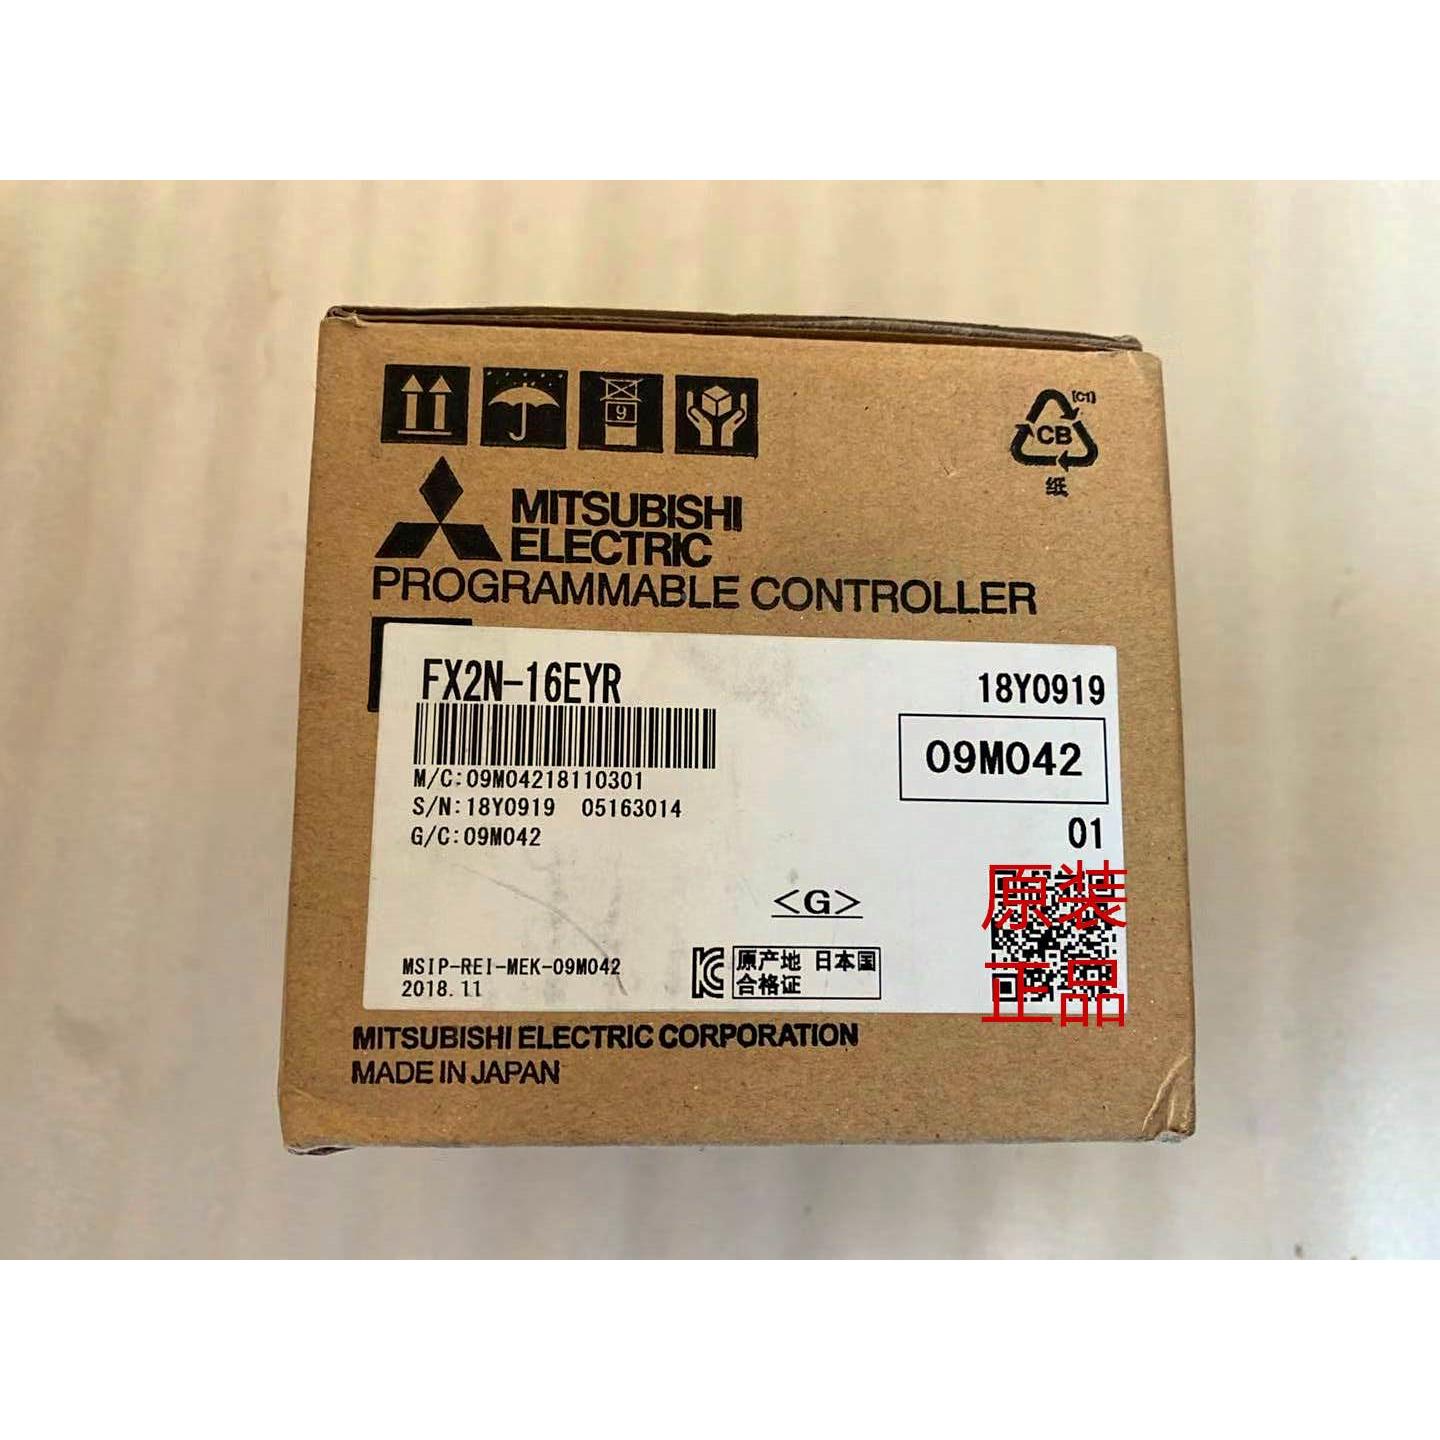 9
[C1]
CB
纸
MITSUBISHI
ELECTRIC
PROGRAMMABLE CONTROLLER
FX2N-16EYR
18Y0919
09M042
M/C:09M04218110301
S/N:18Y0919 05163014
G/C:09M042
01
<G>
原装
正品
MSIP-REI-MEK-09M042
2018.11
原产地 日本国
合格证
MITSUBISHI ELECTRIC CORPORATION
MADE IN JAPAN